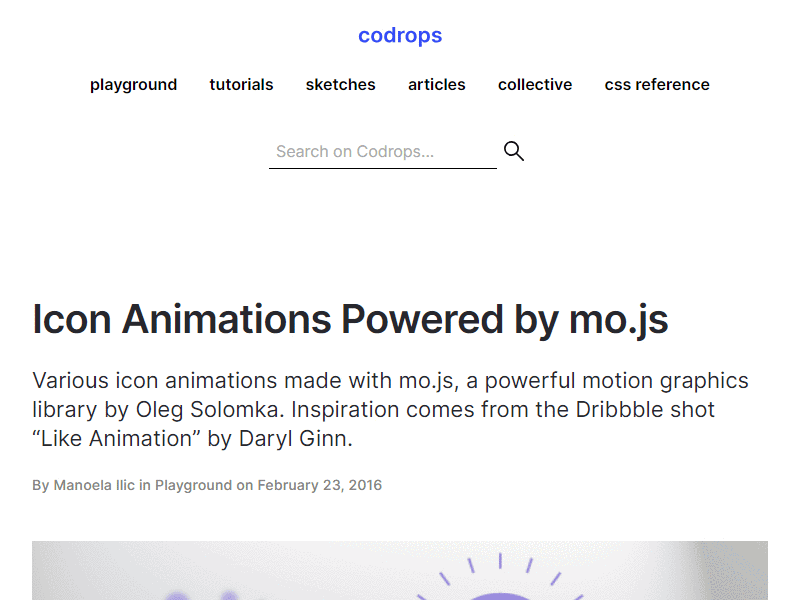 codrops
playground tutorials sketches articles collective css reference
Search on Codrops...
Icon Animations Powered by mo.js
Various icon animations made with mo.js, a powerful motion graphics
library by Oleg Solomka. Inspiration comes from the Dribbble shot
“Like Animation” by Daryl Ginn.
By Manoela Ilic in Playground on February 23, 2016